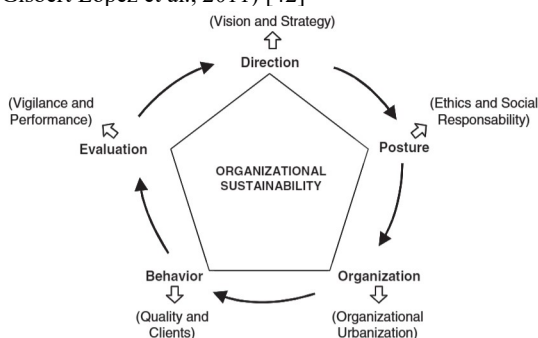 (Vision and Strategy)
Direction
(Vigilance and
Performance)
Evaluation
(Ethics and Social
Responsability)
Posture
ORGANIZATIONAL
SUSTAINABILITY
Behavior
(Quality and
Clients)
Organization
(Organizational
Urbanization)